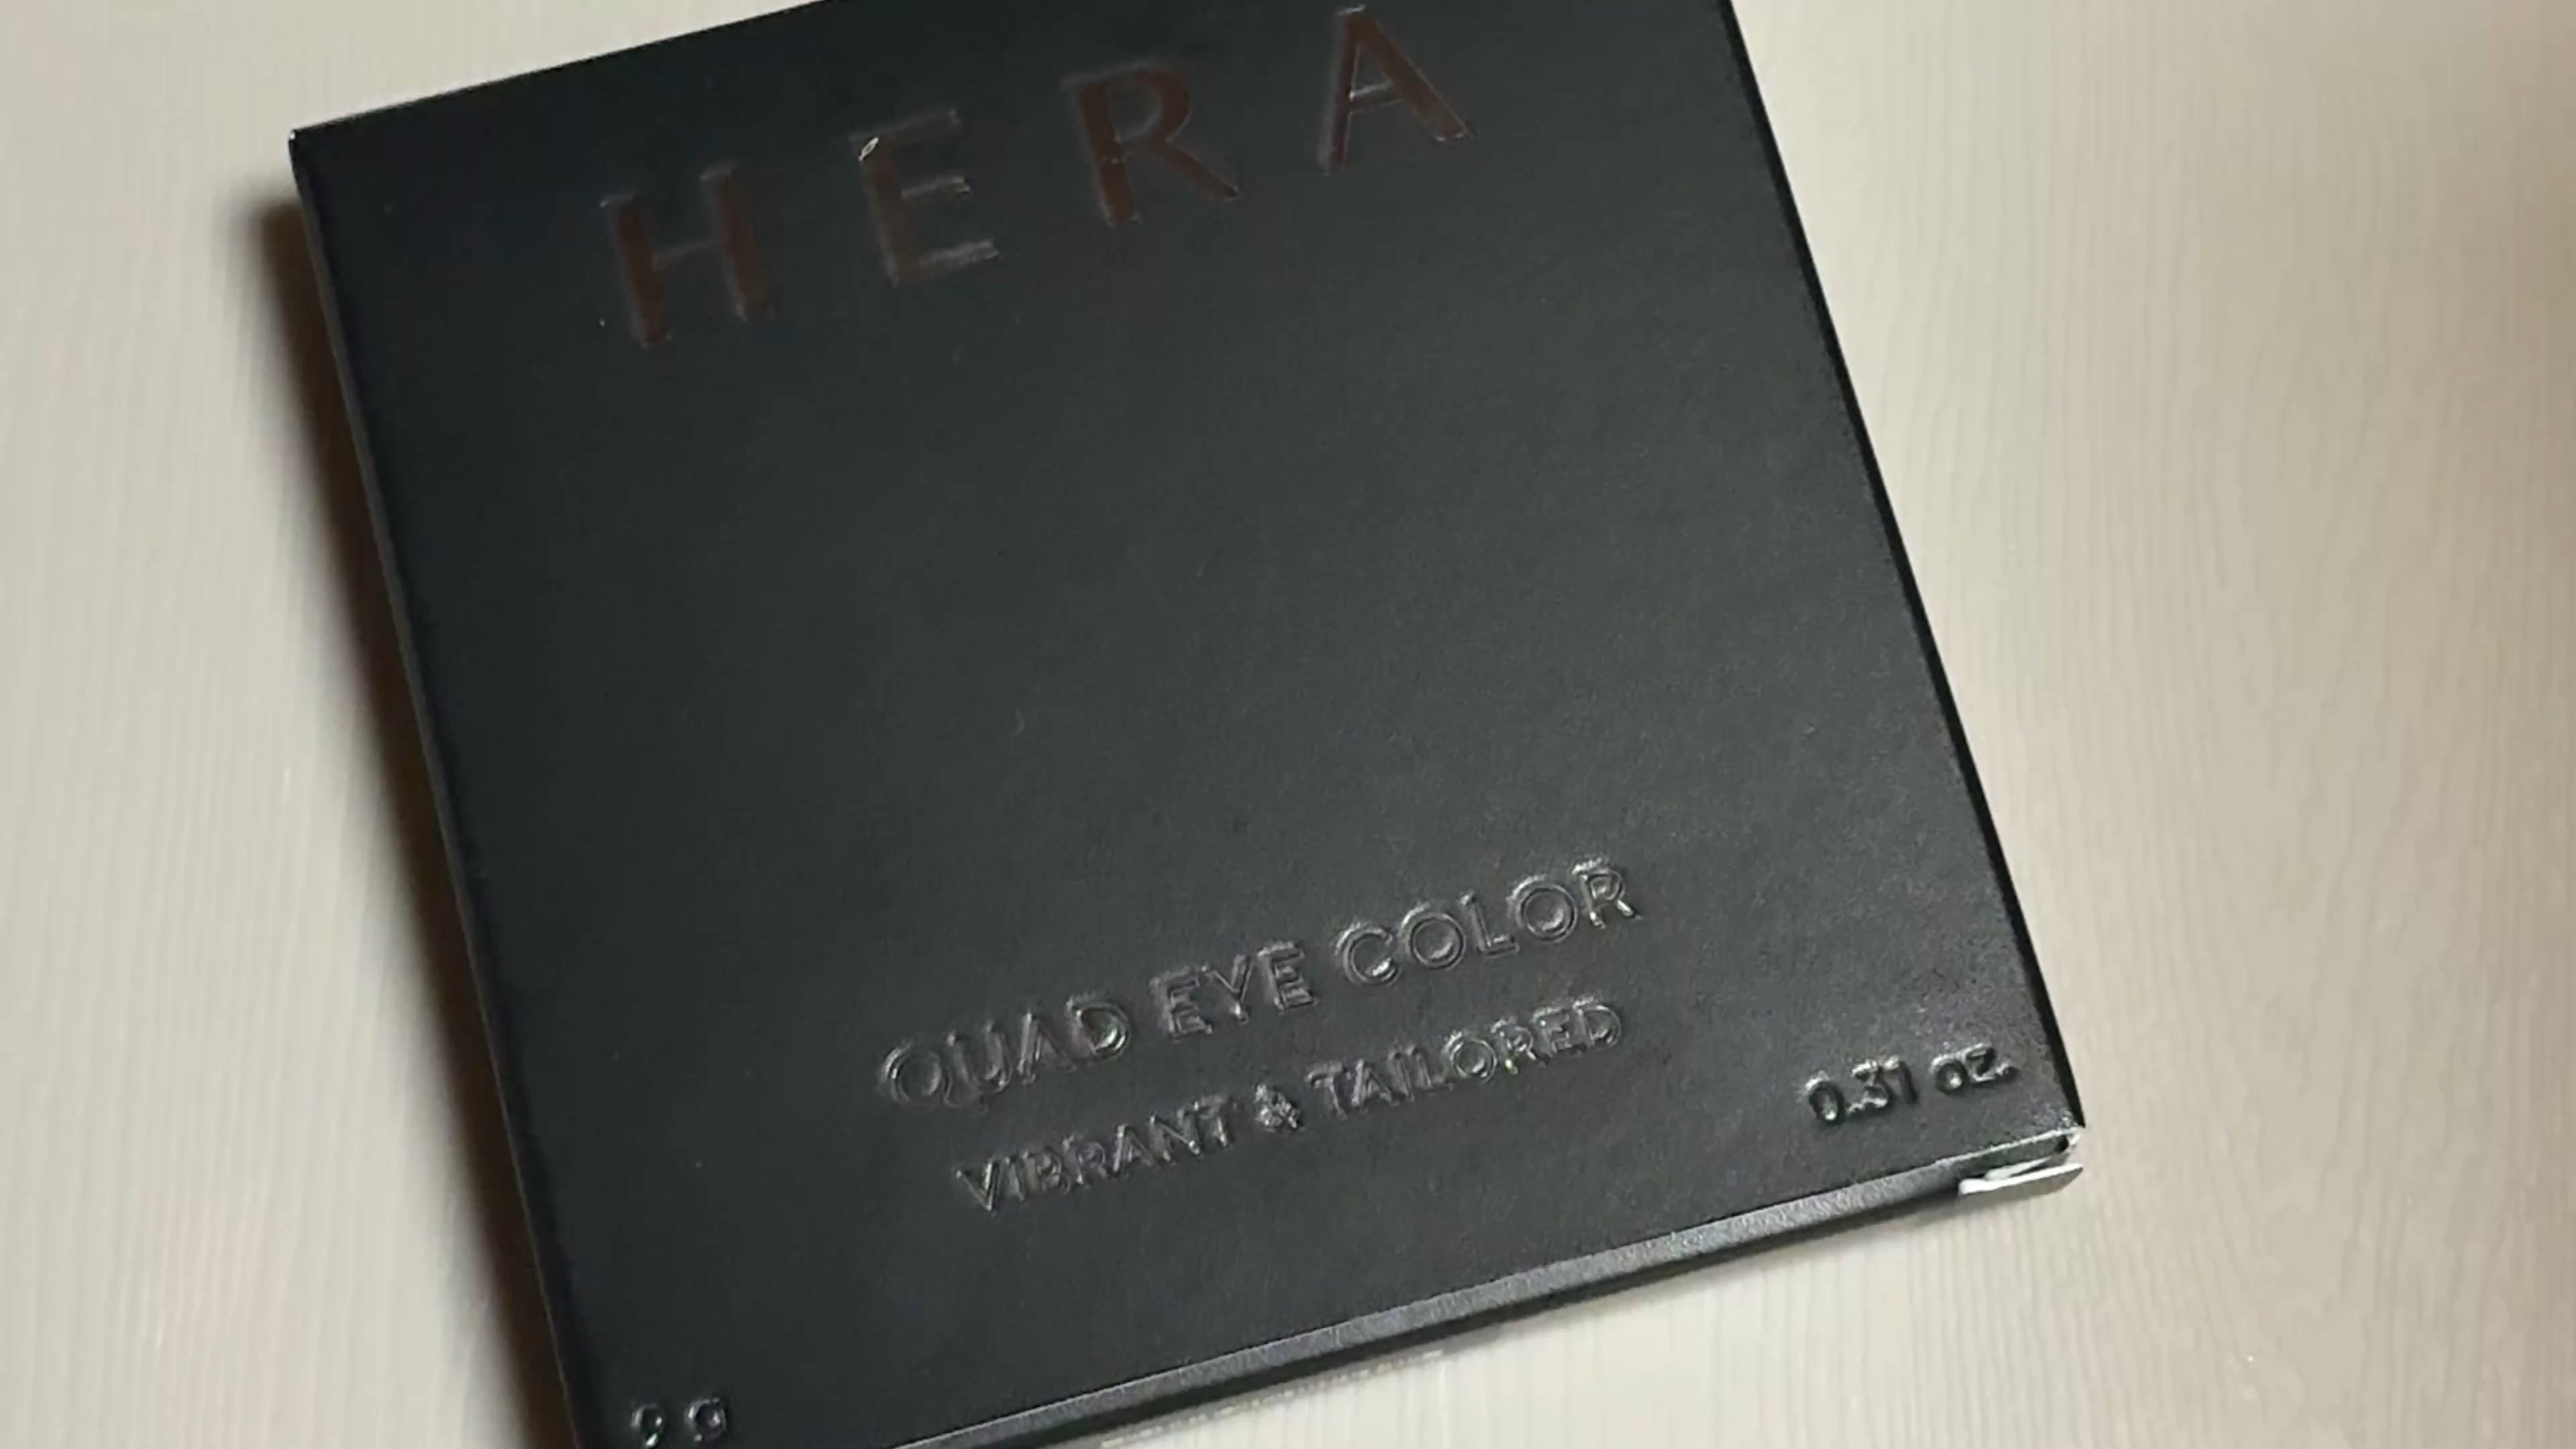 HERA
QUAD EYE COLOR
VIBRANT & TAILORED
0.31 oz.
9 g